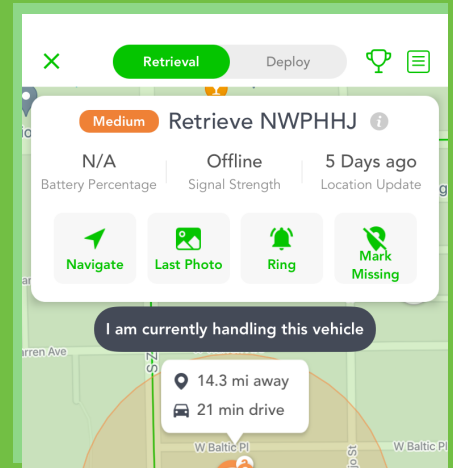 Retrieval
Deploy
Medium
Retrieve NWPHHJ
N/A
Battery Percentage
Offline
Signal Strength
5 Days ago
Location Update
Navigate
Last Photo
Ring
Mark
Missing
I am currently handling this vehicle
rren Ave
14.3 mi away
21 min drive
W Baltic Pl
W Baltic Pl